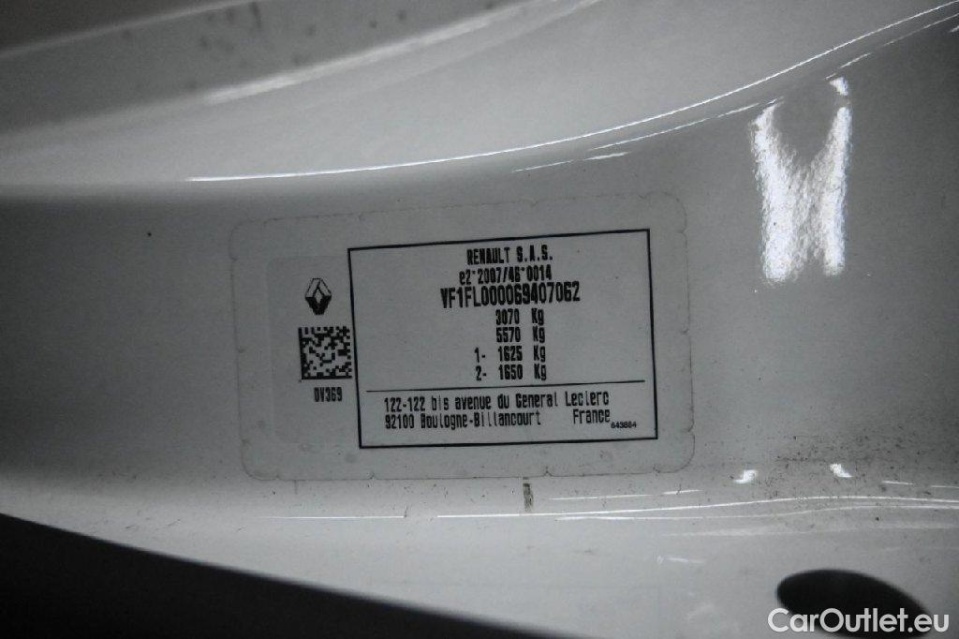 RENAULT S.A.S.
e2*2007/46*0014
VF1FL000069407062
3070 Kg
5570 Kg
1- 1625 Kg
2- 1650 Kg
0V369
122-122 bis avenue du General Leclerc
92100 Boulogne-Billancourt France
643664
CarOutlet.eu